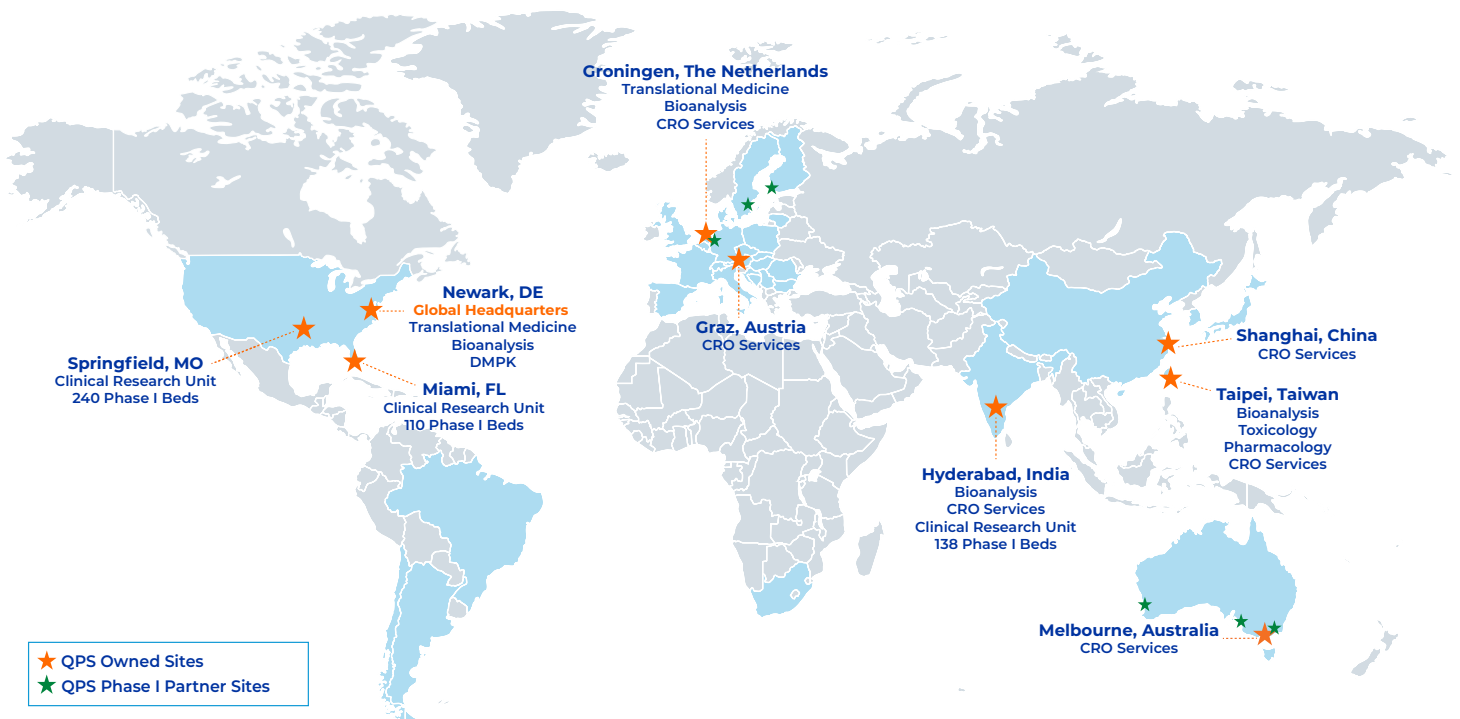 Groningen, The Netherlands
Translational Medicine
Bioanalysis
CRO Services
Newark, DE
Global Headquarters
Translational Medicine
Bioanalysis
DMPK
Springfield, MO
Clinical Research Unit
240 Phase I Beds
Miami, FL
Clinical Research Unit
110 Phase I Beds
Graz, Austria
CRO Services
Shanghai, China
CRO Services
Taipei, Taiwan
Bioanalysis
Toxicology
Pharmacology
CRO Services
Hyderabad, India
Bioanalysis
CRO Services
Clinical Research Unit
138 Phase I Beds
Melbourne, Australia
CRO Services
QPS Owned Sites
QPS Phase I Partner Sites